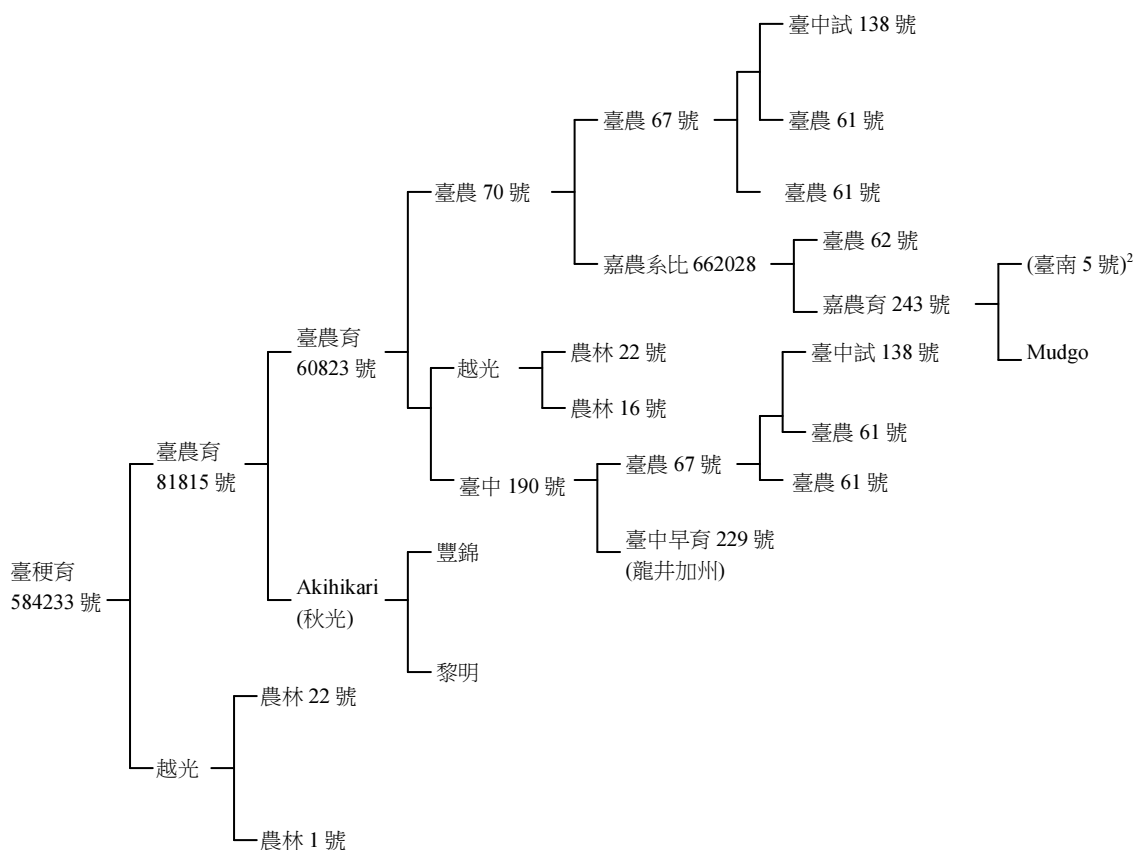 臺中試 138 號
臺農 67 號
臺農 61 號
臺農 70 號
臺農 61 號
臺農 62 號
嘉農系比 662028
(臺南 5 號)²
嘉農育 243 號
臺農育
60823 號
越光
農林 22 號
臺中試 138 號
Mudgo
農林 16 號
臺農 61 號
臺農育
81815 號
臺中 190 號
臺農 67 號
臺農 61 號
臺中早育 229 號
(龍井加州)
豐錦
臺稉育
584233 號
Akihikari
(秋光)
黎明
農林 22 號
越光
農林 1 號